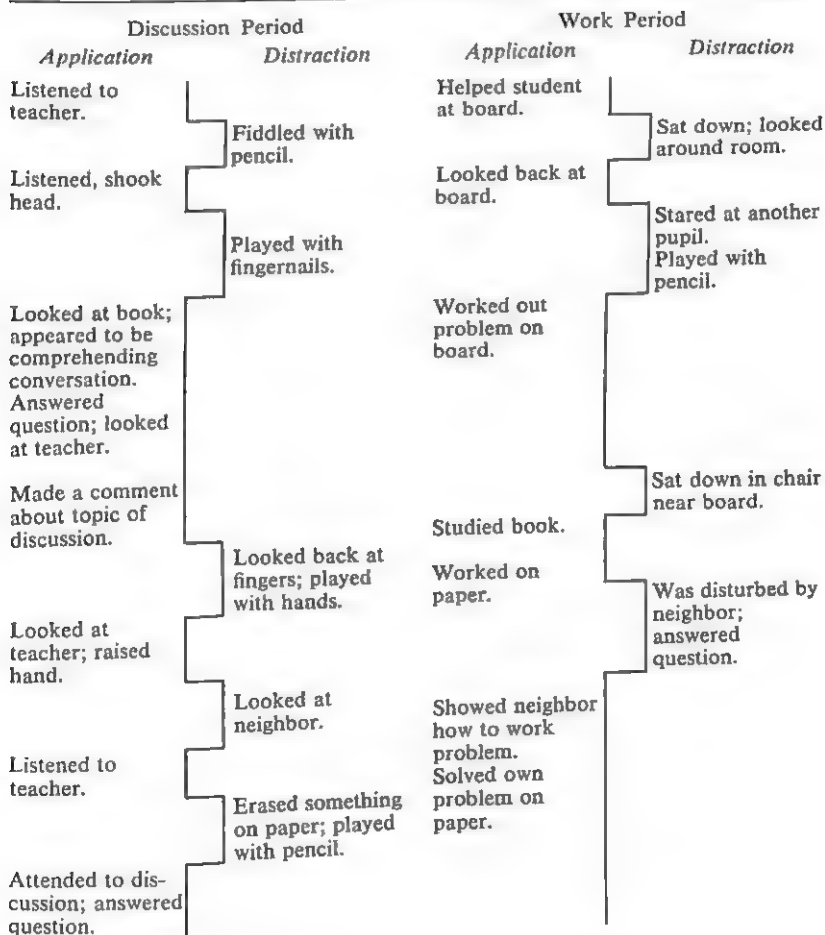 Discussion Period
Application
Distraction
Listened to
teacher.
Fiddled with
pencil.
Listened, shook
head.
Played with
fingernails.
Looked at book;
appeared to be
comprehending
conversation.
Answered
question; looked
at teacher.
Made a comment
about topic of
discussion.
Looked back at
fingers; played
with hands.
Looked at
teacher; raised
hand.
Looked at
neighbor.
Listened to
teacher.
Erased something
on paper; played
with pencil.
Attended to dis-
cussion; answered
question.
Work Period
Application
Distraction
Helped student
at board.
Sat down; looked
around room.
Looked back at
board.
Stared at another
pupil.
Played with
pencil.
Worked out
problem on
board.
Sat down in chair
near board.
Studied book.
Worked on
paper.
Was disturbed by
neighbor;
answered
question.
Showed neighbor
how to work
problem.
Solved own
problem on
paper.